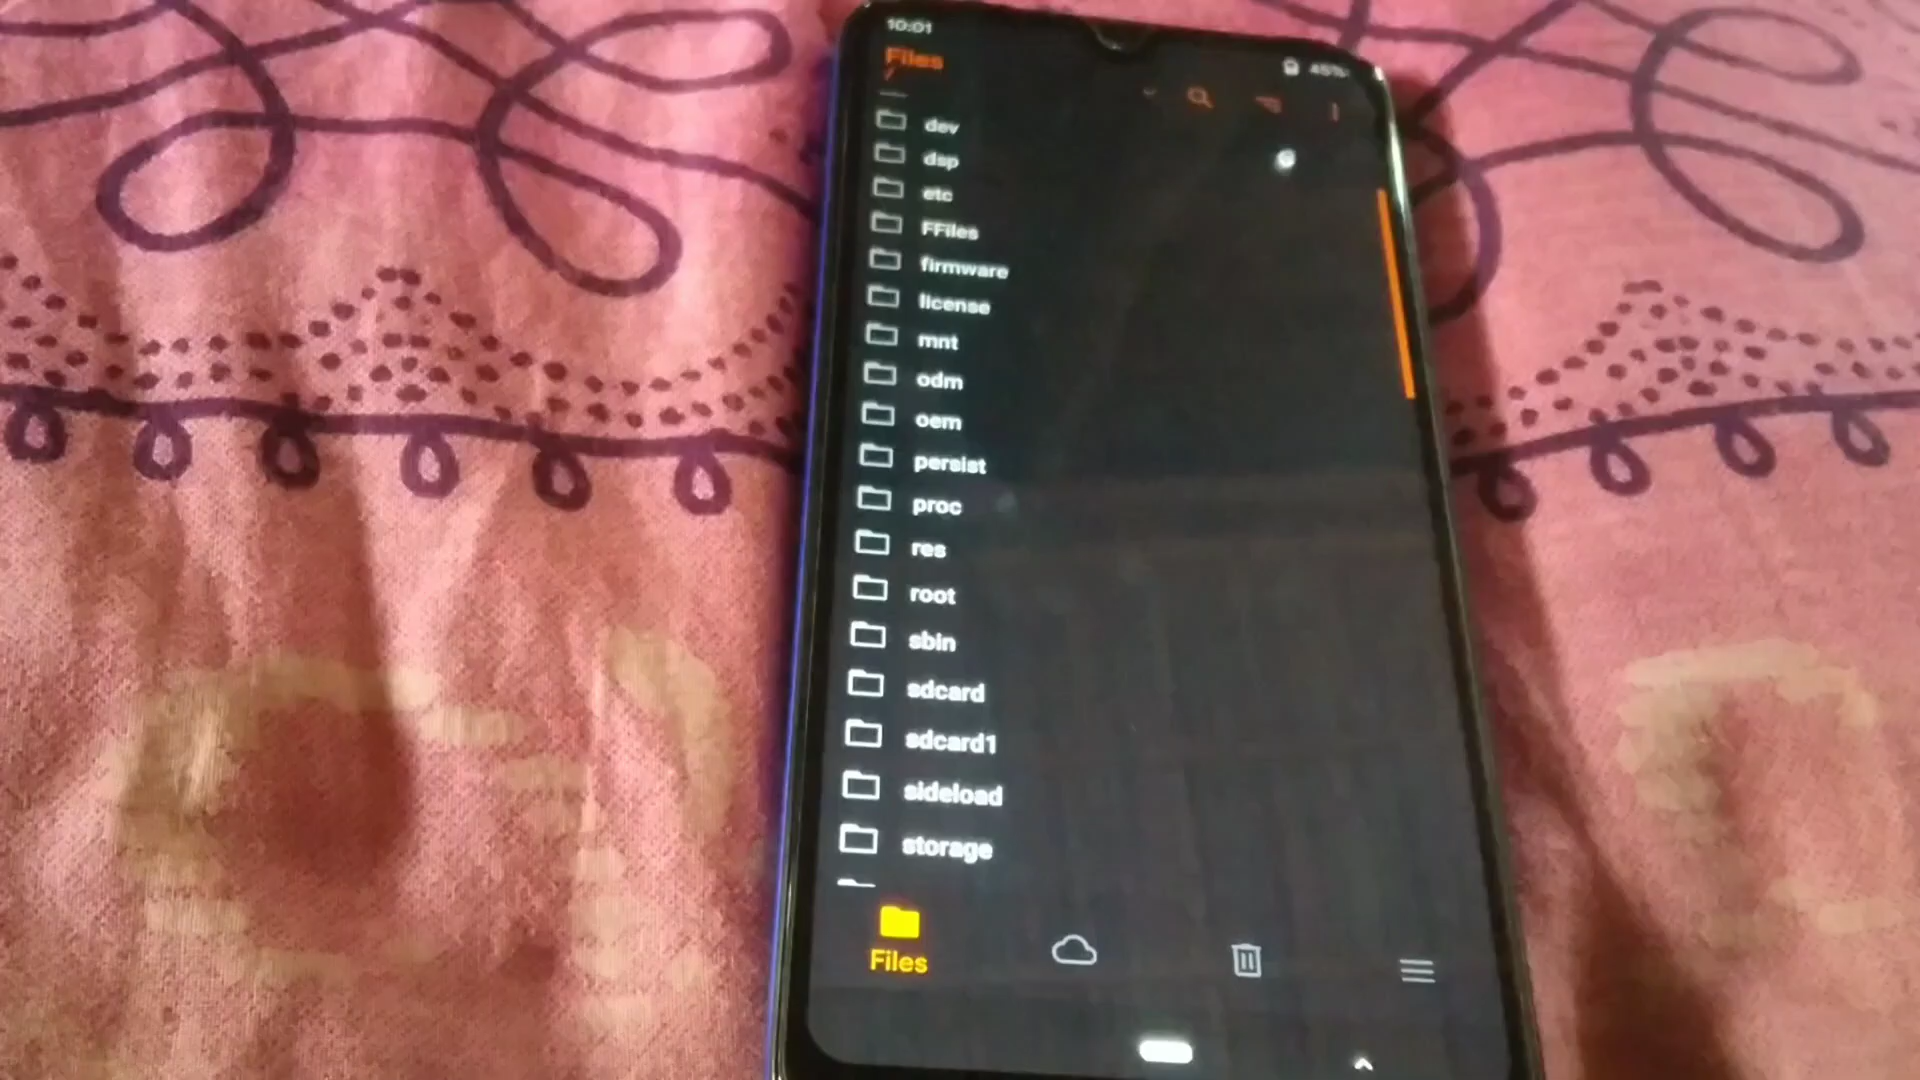 10:01
45%
Files
/
dev
dsp
etc
FFiles
firmware
license
mnt
odm
oem
persist
proc
res
root
sbin
sdcard
sdcard1
sideload
storage
Files